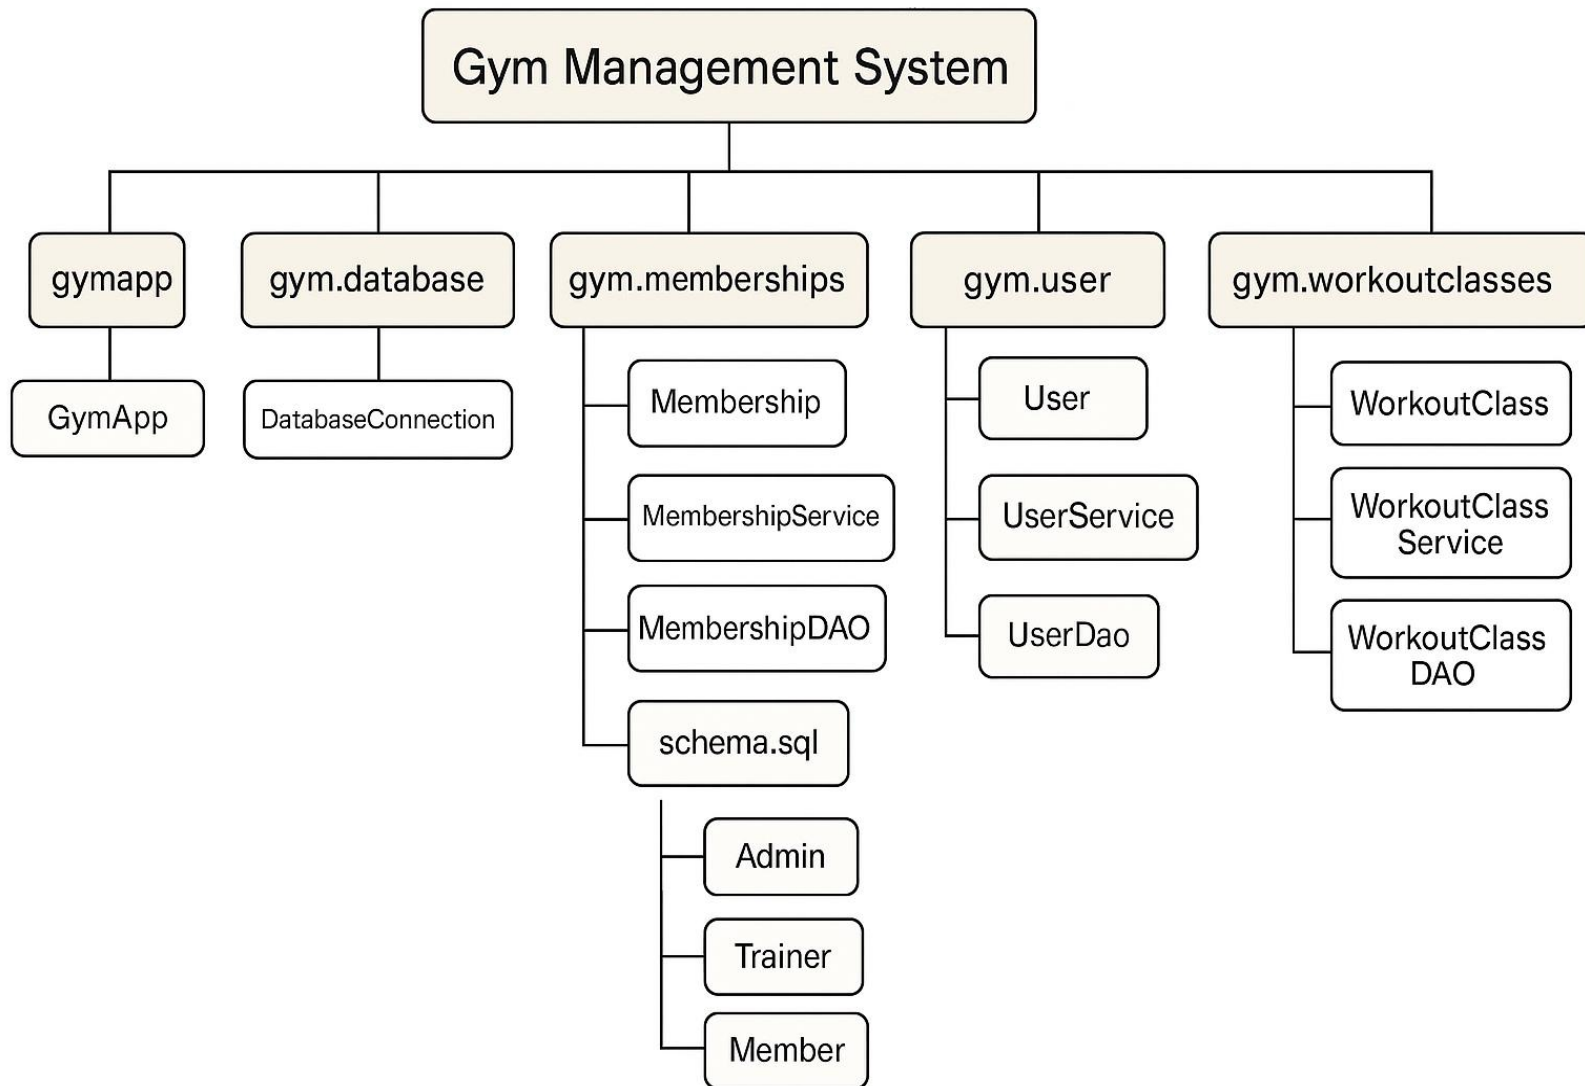 Gym Management System
gymapp
gym.database
gym.memberships
gym.user
gym.workoutclasses
GymApp
DatabaseConnection
Membership
MembershipService
MembershipDAO
schema.sql
Admin
Trainer
Member
User
UserService
UserDao
WorkoutClass
WorkoutClass
Service
WorkoutClass
DAO